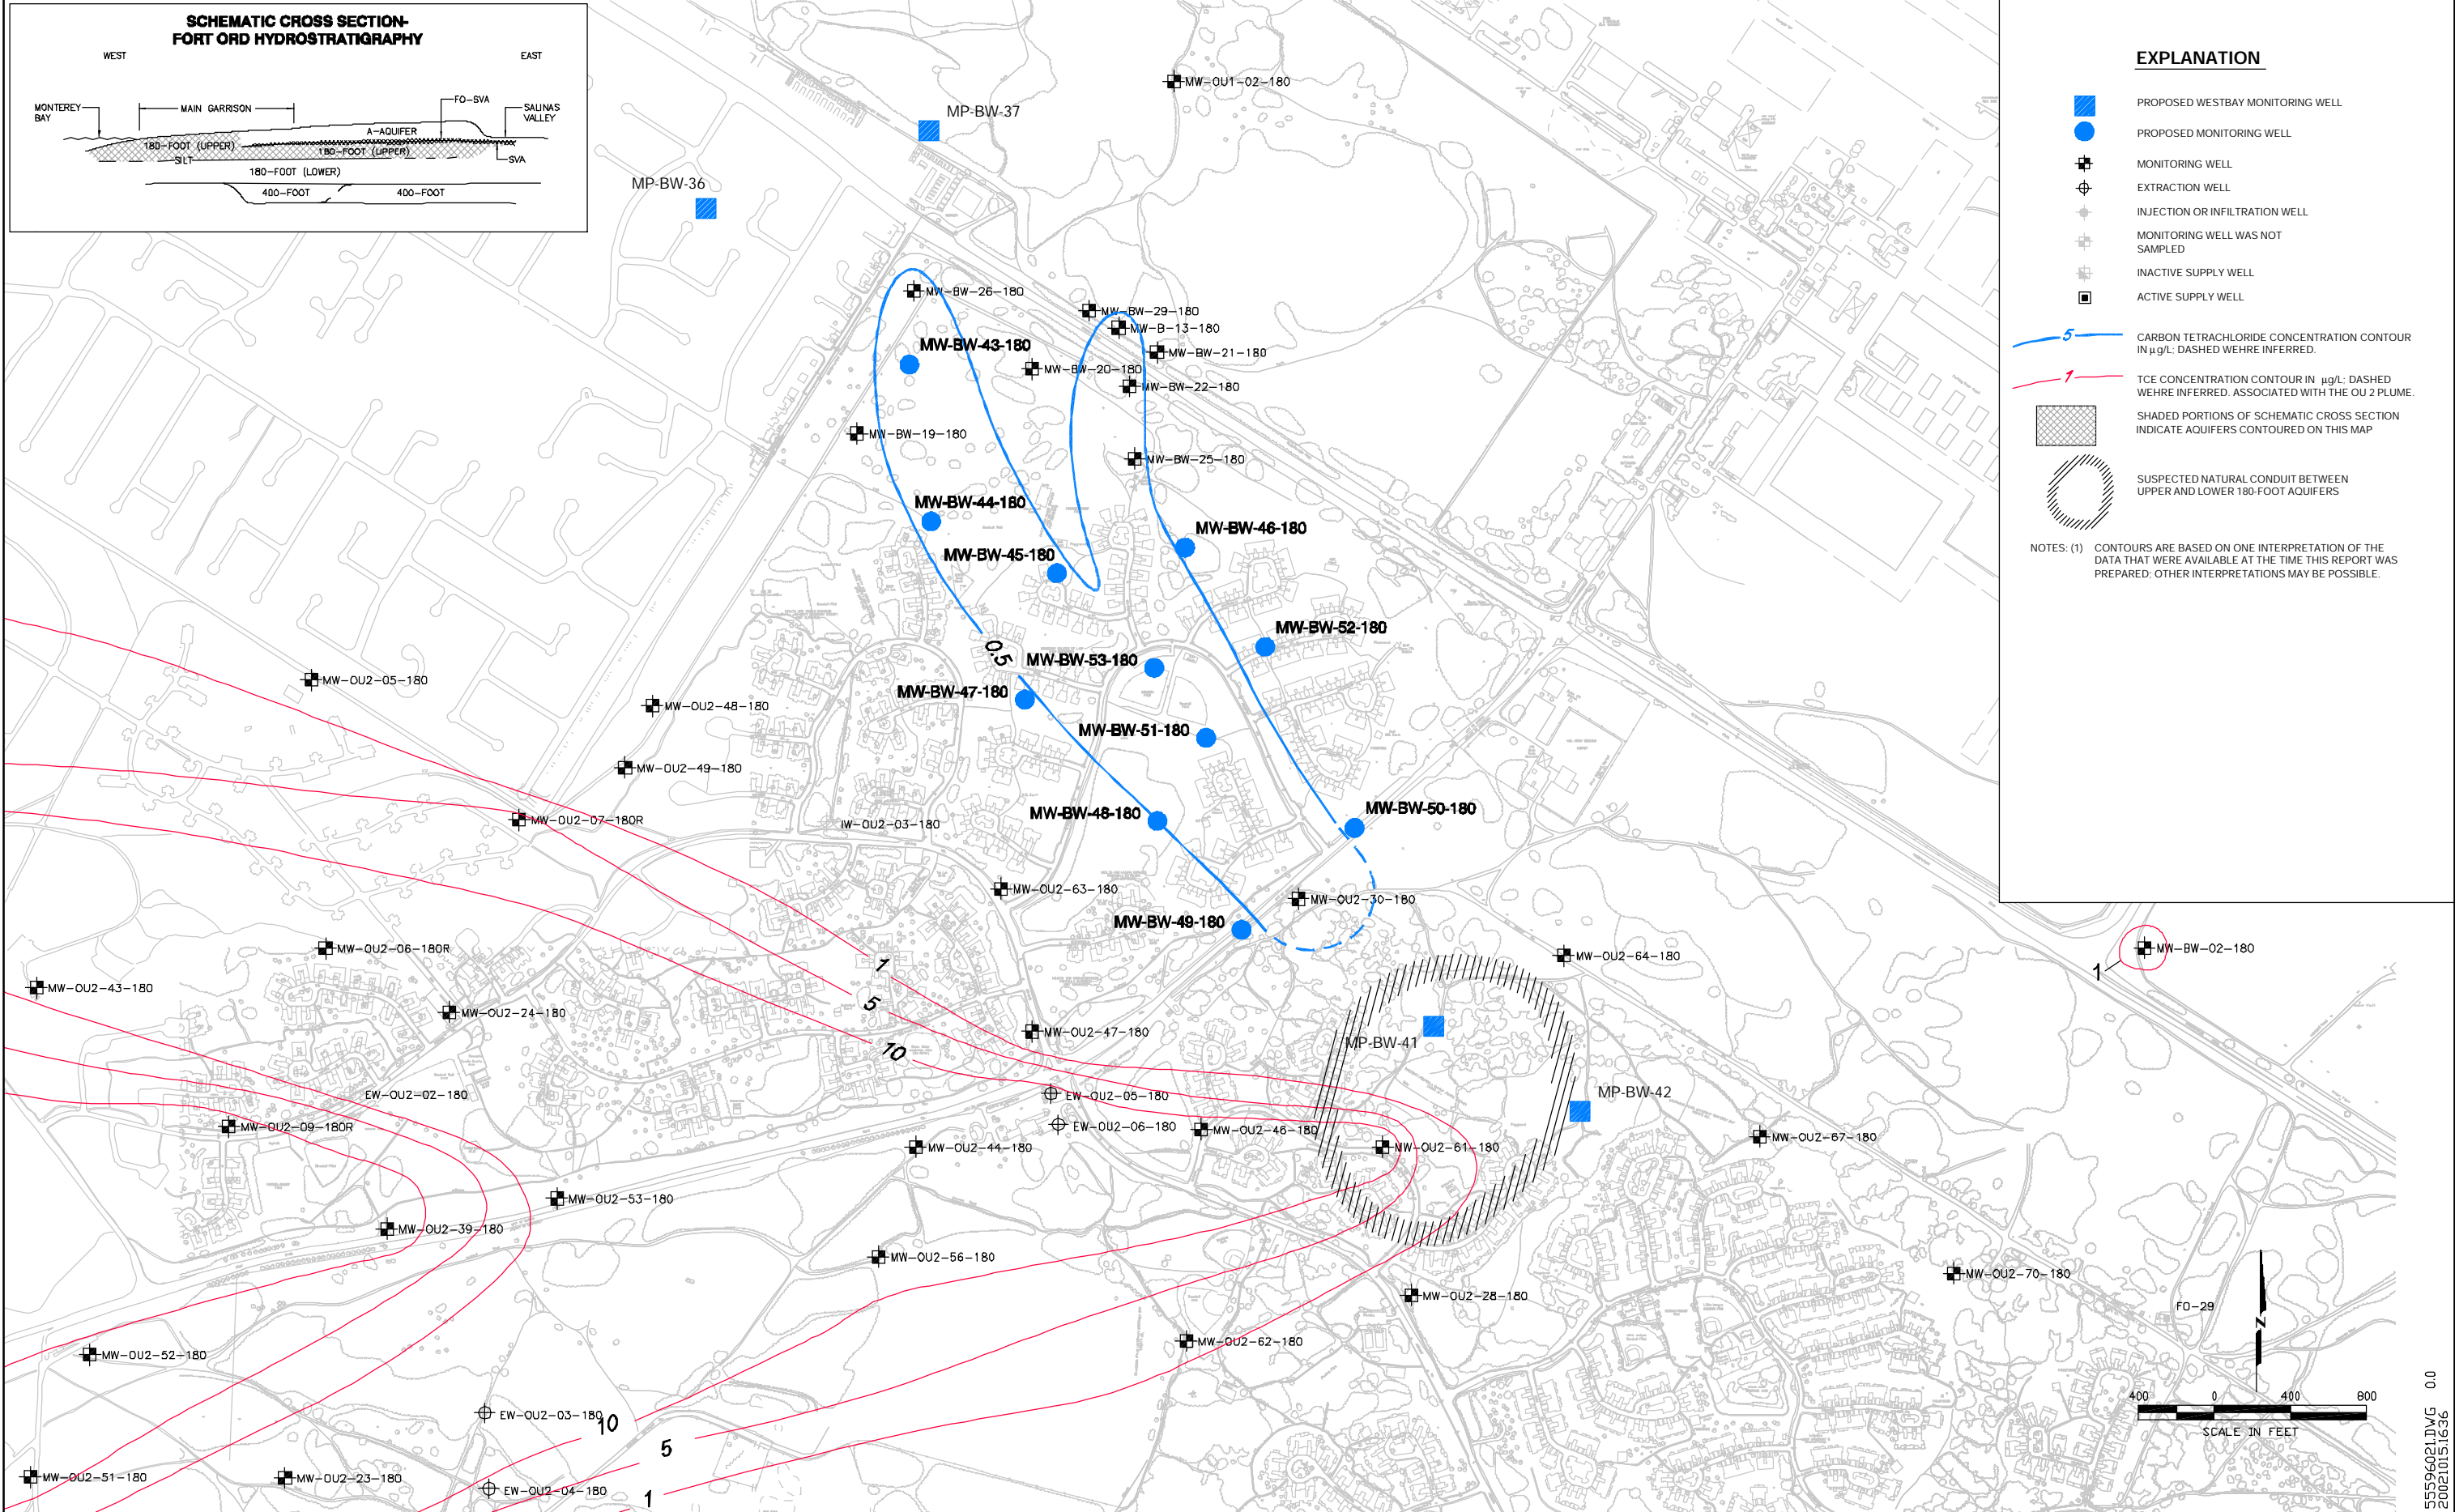 SCHEMATIC CROSS SECTION-
FORT ORD HYDROSTRATIGRAPHY
WEST
EAST
MONTEREY
BAY
MAIN GARRISON
FO-SVA
SALINAS
VALLEY
A-AQUIFER
180-FOOT (UPPER)
180-FOOT (UPPER)
SILT
SVA
180-FOOT (LOWER)
400-FOOT
400-FOOT
EXPLANATION
PROPOSED WESTBAY MONITORING WELL
PROPOSED MONITORING WELL
MONITORING WELL
EXTRACTION WELL
INJECTION OR INFILTRATION WELL
MONITORING WELL WAS NOT
SAMPLED
INACTIVE SUPPLY WELL
ACTIVE SUPPLY WELL
5
CARBON TETRACHLORIDE CONCENTRATION CONTOUR
IN µg/L; DASHED WEHRE INFERRED.
1
TCE CONCENTRATION CONTOUR IN µg/L; DASHED
WEHRE INFERRED. ASSOCIATED WITH THE OU 2 PLUME.
SHADED PORTIONS OF SCHEMATIC CROSS SECTION
INDICATE AQUIFERS CONTOURED ON THIS MAP
SUSPECTED NATURAL CONDUIT BETWEEN
UPPER AND LOWER 180-FOOT AQUIFERS
NOTES: (1) CONTOURS ARE BASED ON ONE INTERPRETATION OF THE
DATA THAT WERE AVAILABLE AT THE TIME THIS REPORT WAS
PREPARED; OTHER INTERPRETATIONS MAY BE POSSIBLE.
MW-OU1-02-180
MP-BW-37
MP-BW-36
MW-BW-26-180
MW-BW-29-180
MW-B-13-180
MW-BW-43-180
MW-BW-21-180
MW-BW-20-180
MW-BW-22-180
MW-BW-19-180
MW-BW-25-180
MW-BW-44-180
MW-BW-46-180
MW-BW-45-180
MW-BW-52-180
0.5
MW-BW-53-180
MW-OU2-05-180
MW-BW-47-180
MW-OU2-48-180
MW-BW-51-180
MW-OU2-49-180
MW-BW-50-180
MW-BW-48-180
MW-OU2-07-180R
IW-OU2-03-180
MW-OU2-63-180
MW-OU2-30-180
MW-BW-49-180
MW-OU2-06-180R
MW-OU2-64-180
MW-BW-02-180
1
1
MW-OU2-43-180
5
MW-OU2-24-180
MW-OU2-47-180
MP-BW-41
10
EW-OU2-02-180
EW-OU2-05-180
MP-BW-42
MW-OU2-09-180R
EW-OU2-06-180
MW-OU2-46-180
MW-OU2-67-180
MW-OU2-44-180
MW-OU2-61-180
MW-OU2-53-180
MW-OU2-39-180
MW-OU2-56-180
MW-OU2-70-180
MW-OU2-28-180
FO-29
N
MW-OU2-62-180
MW-OU2-52-180
400 0 400 800
SCALE IN FEET
EW-OU2-03-180
10
5
MW-OU2-51-180
MW-OU2-23-180
EW-OU2-04-180
1
55596021.DWG 0.0
20021015.1636